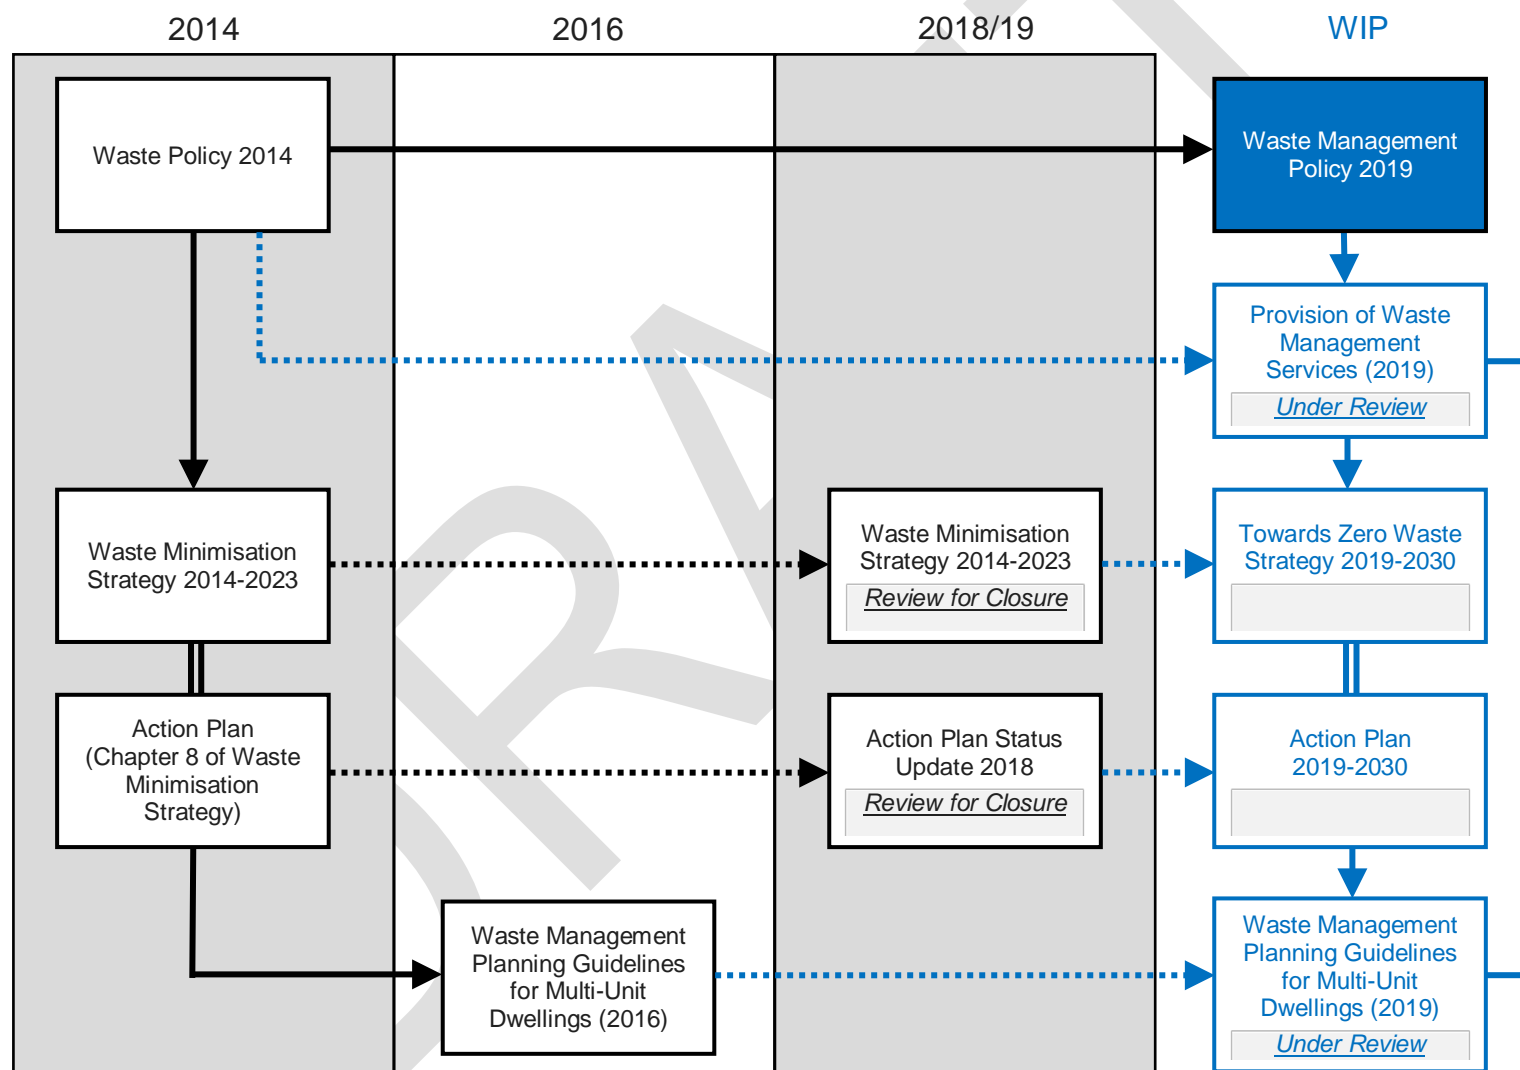 2014
2016
2018/19
WIP
Waste Policy 2014
Waste Management
Policy 2019
Provision of Waste
Management
Services (2019)
Under Review
Waste Minimisation
Strategy 2014-2023
Waste Minimisation
Strategy 2014-2023
Review for Closure
Towards Zero Waste
Strategy 2019-2030
Action Plan
(Chapter 8 of Waste
Minimisation
Strategy)
Action Plan Status
Update 2018
Review for Closure
Action Plan
2019-2030
Waste Management
Planning Guidelines
for Multi-Unit
Dwellings (2016)
Waste Management
Planning Guidelines
for Multi-Unit
Dwellings (2019)
Under Review
DRAFT